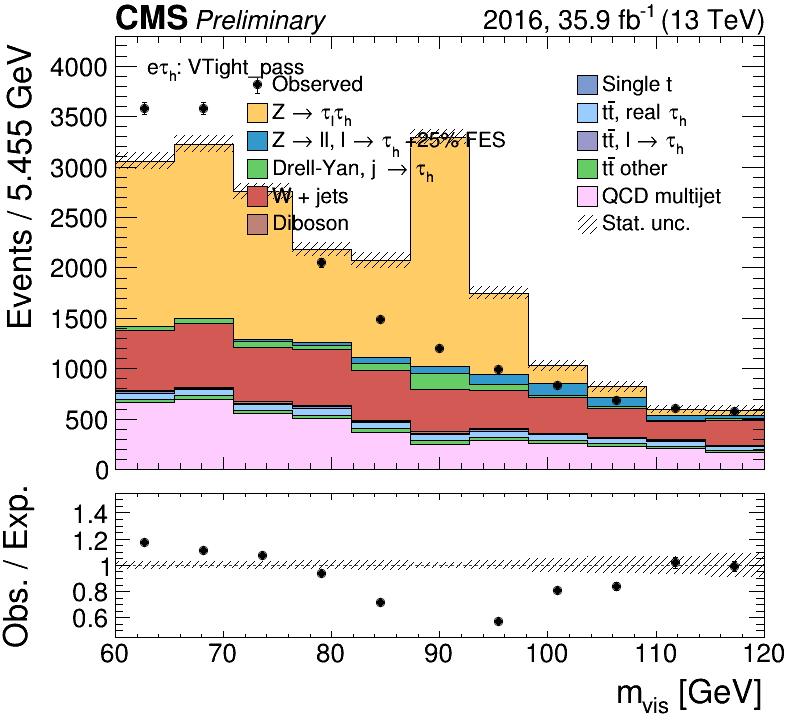 CMS Preliminary 2016, 35.9 fb⁻¹ (13 TeV)
eτₕ: VTight_pass
Observed
Z → τₗτₕ
Z → ll, l → τₕ +25% FES
Drell-Yan, j → τₕ
W + jets
Diboson
Single t
tt̄, real τₕ
tt̄, l → τₕ
tt̄ other
QCD multijet
Stat. unc.
Events / 5.455 GeV
4000
3500
3000
2500
2000
1500
1000
500
0
Obs. / Exp.
1.4
1.2
1
0.8
0.6
60 70 80 90 100 110 120
m_vis [GeV]